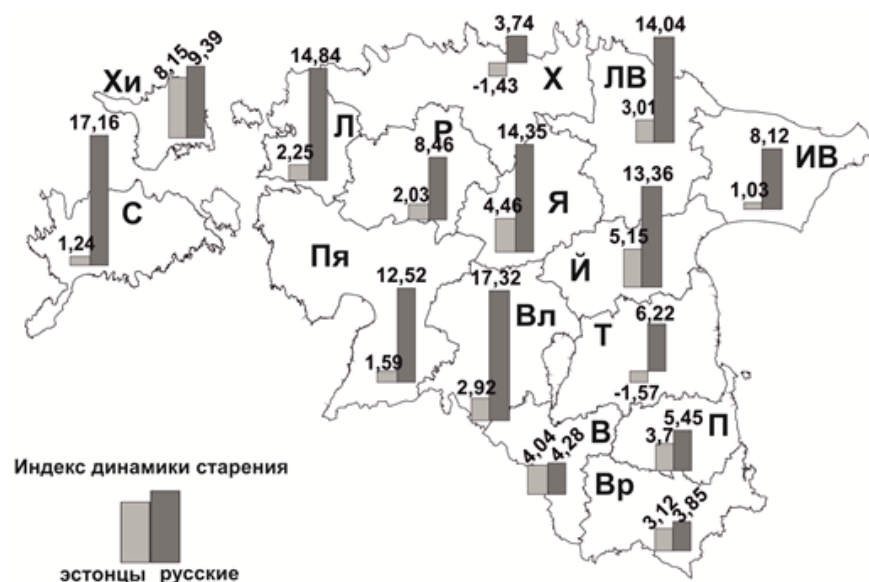 3,74
14,04
14,84
8,15
9,39
-1,43
Х
ЛВ
Хи
17,16
Л
Р
14,35
3,01
8,12
8,46
ИВ
2,25
С
2,03
4,46
Я
13,36
1,03
1,24
5,15
Пя
Й
12,52
17,32
Вл
6,22
Т
1,59
-1,57
2,92
В
5,45
П
4,04
4,28
3,7
Индекс динамики старения
Вр
3,12
3,85
эстонцы русские